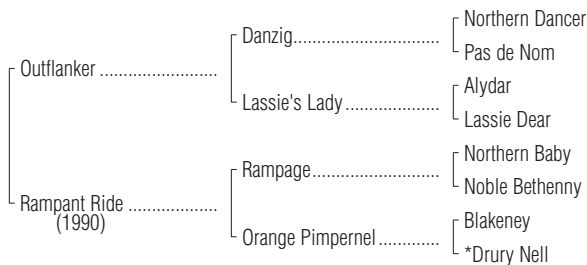 Northern Dancer
Danzig
Pas de Nom
Outflanker
Alydar
Lassie's Lady
Lassie Dear
Northern Baby
Rampage
Noble Bethenny
Rampant Ride
(1990)
Blakeney
Orange Pimpernel
*Drury Nell